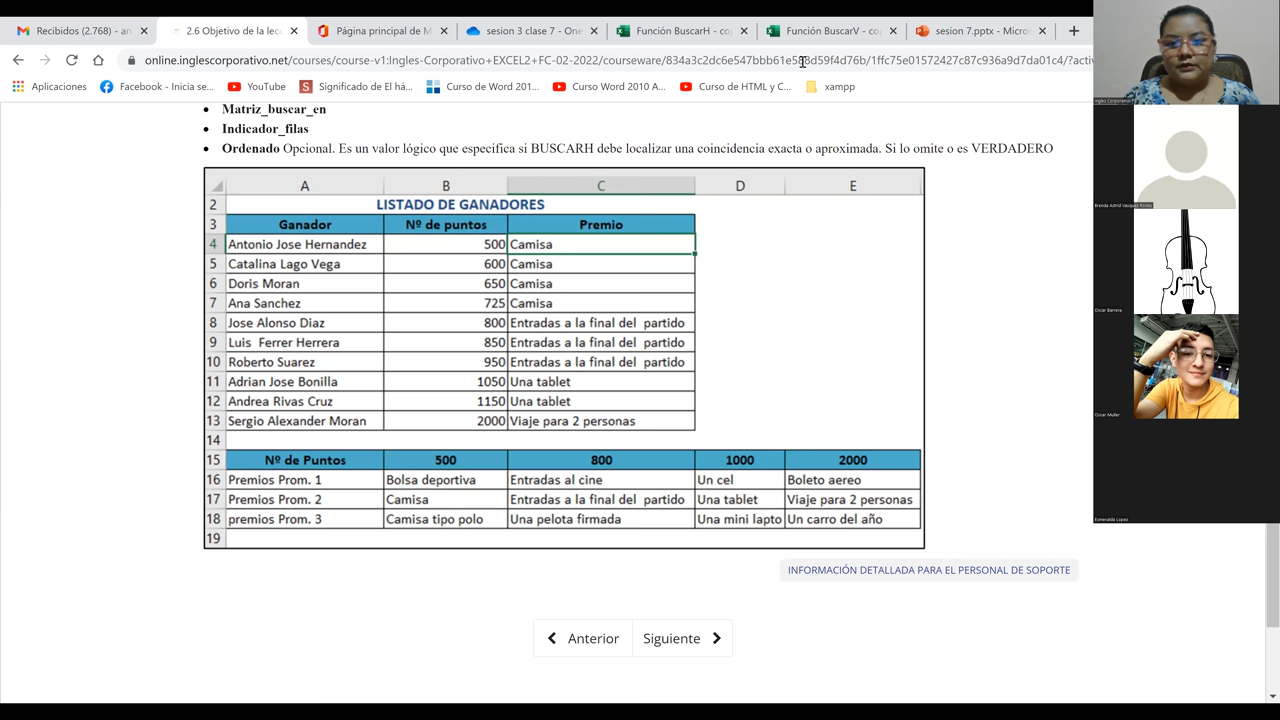 Recibidos (2.768) - an
2.6 Objetivo de la lec
Página principal de M
sesion 3 clase 7 - One
Función BuscarH - co
Función BuscarV - co
sesion 7.pptx - Micro
online.inglescorporativo.net/courses/course-v1:Ingles-Corporativo+EXCEL2+FC-02-2022/courseware/
Aplicaciones
Facebook - Inicia se...
YouTube
Significado de El há...
Curso de Word 201...
Curso Word 2010 A...
Curso de HTML y C...
xampp
Matriz_buscar_en
Indicador_filas
Ordenado Opcional. Es un valor lógico que especifica si BUSCARH debe localizar una coincidencia exacta o aproximada. Si lo omite o es VERDADERO
A B C D E
2 LISTADO DE GANADORES
3 Ganador Nº de puntos Premio
4 Antonio Jose Hernandez 500 Camisa
5 Catalina Lago Vega 600 Camisa
6 Doris Moran 650 Camisa
7 Ana Sanchez 725 Camisa
8 Jose Alonso Diaz 800 Entradas a la final del partido
9 Luis Ferrer Herrera 850 Entradas a la final del partido
10 Roberto Suarez 950 Entradas a la final del partido
11 Adrian Jose Bonilla 1050 Una tablet
12 Andrea Rivas Cruz 1150 Una tablet
13 Sergio Alexander Moran 2000 Viaje para 2 personas
14
15 Nº de Puntos 500 800 1000 2000
16 Premios Prom. 1 Bolsa deportiva Entradas al cine Un cel Boleto aereo
17 Premios Prom. 2 Camisa Entradas a la final del partido Una tablet Viaje para 2 personas
18 premios Prom. 3 Camisa tipo polo Una pelota firmada Una mini lapto Un carro del año
19
INFORMACIÓN DETALLADA PARA EL PERSONAL DE SOPORTE
Anterior
Siguiente
Ingles Corporativo
Brenda Astrid Vasquez Rodas
Oscar Barrera
Oscar Muller
Esmeralda Lopez